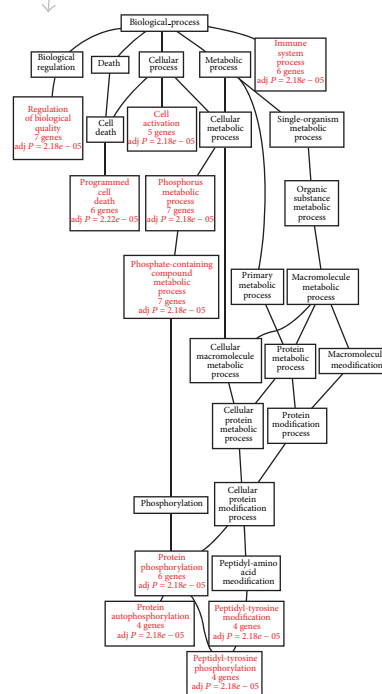 Biological_process
Biological
regulation
Death
Cellular
process
Metabolic
process
Immune
system
process
6 genes
adj P = 2.18e − 05
Regulation
of biological
quality
7 genes
adj P = 2.18e − 05
Cell
death
Cell
activation
5 genes
adj P = 2.18e − 05
Cellular
metabolic
process
Single-organism
metabolic
process
Programmed
cell
death
6 genes
adj P = 2.22e − 05
Phosphorus
metabolic
process
7 genes
adj P = 2.18e − 05
Organic
substance
metabolic
process
Phosphate-containing
compound
metabolic
process
7 genes
adj P = 2.18e − 05
Primary
metabolic
process
Macromolecule
metabolic
process
Cellular
macromolecule
metabolic
process
Protein
metabolic
process
Macromolecule
meodification
Cellular
protein
metabolic
process
Protein
modification
process
Phosphorylation
Cellular
protein
modification
process
Protein
phosphorylation
6 genes
adj P = 2.18e − 05
Peptidyl-amino
acid
meodification
Protein
autophosphorylation
4 genes
adj P = 2.18e − 05
Peptidyl-tyrosine
modification
4 genes
adj P = 2.18e − 05
Peptidyl-tyrosine
phosphorylation
4 genes
adj P = 2.18e − 05